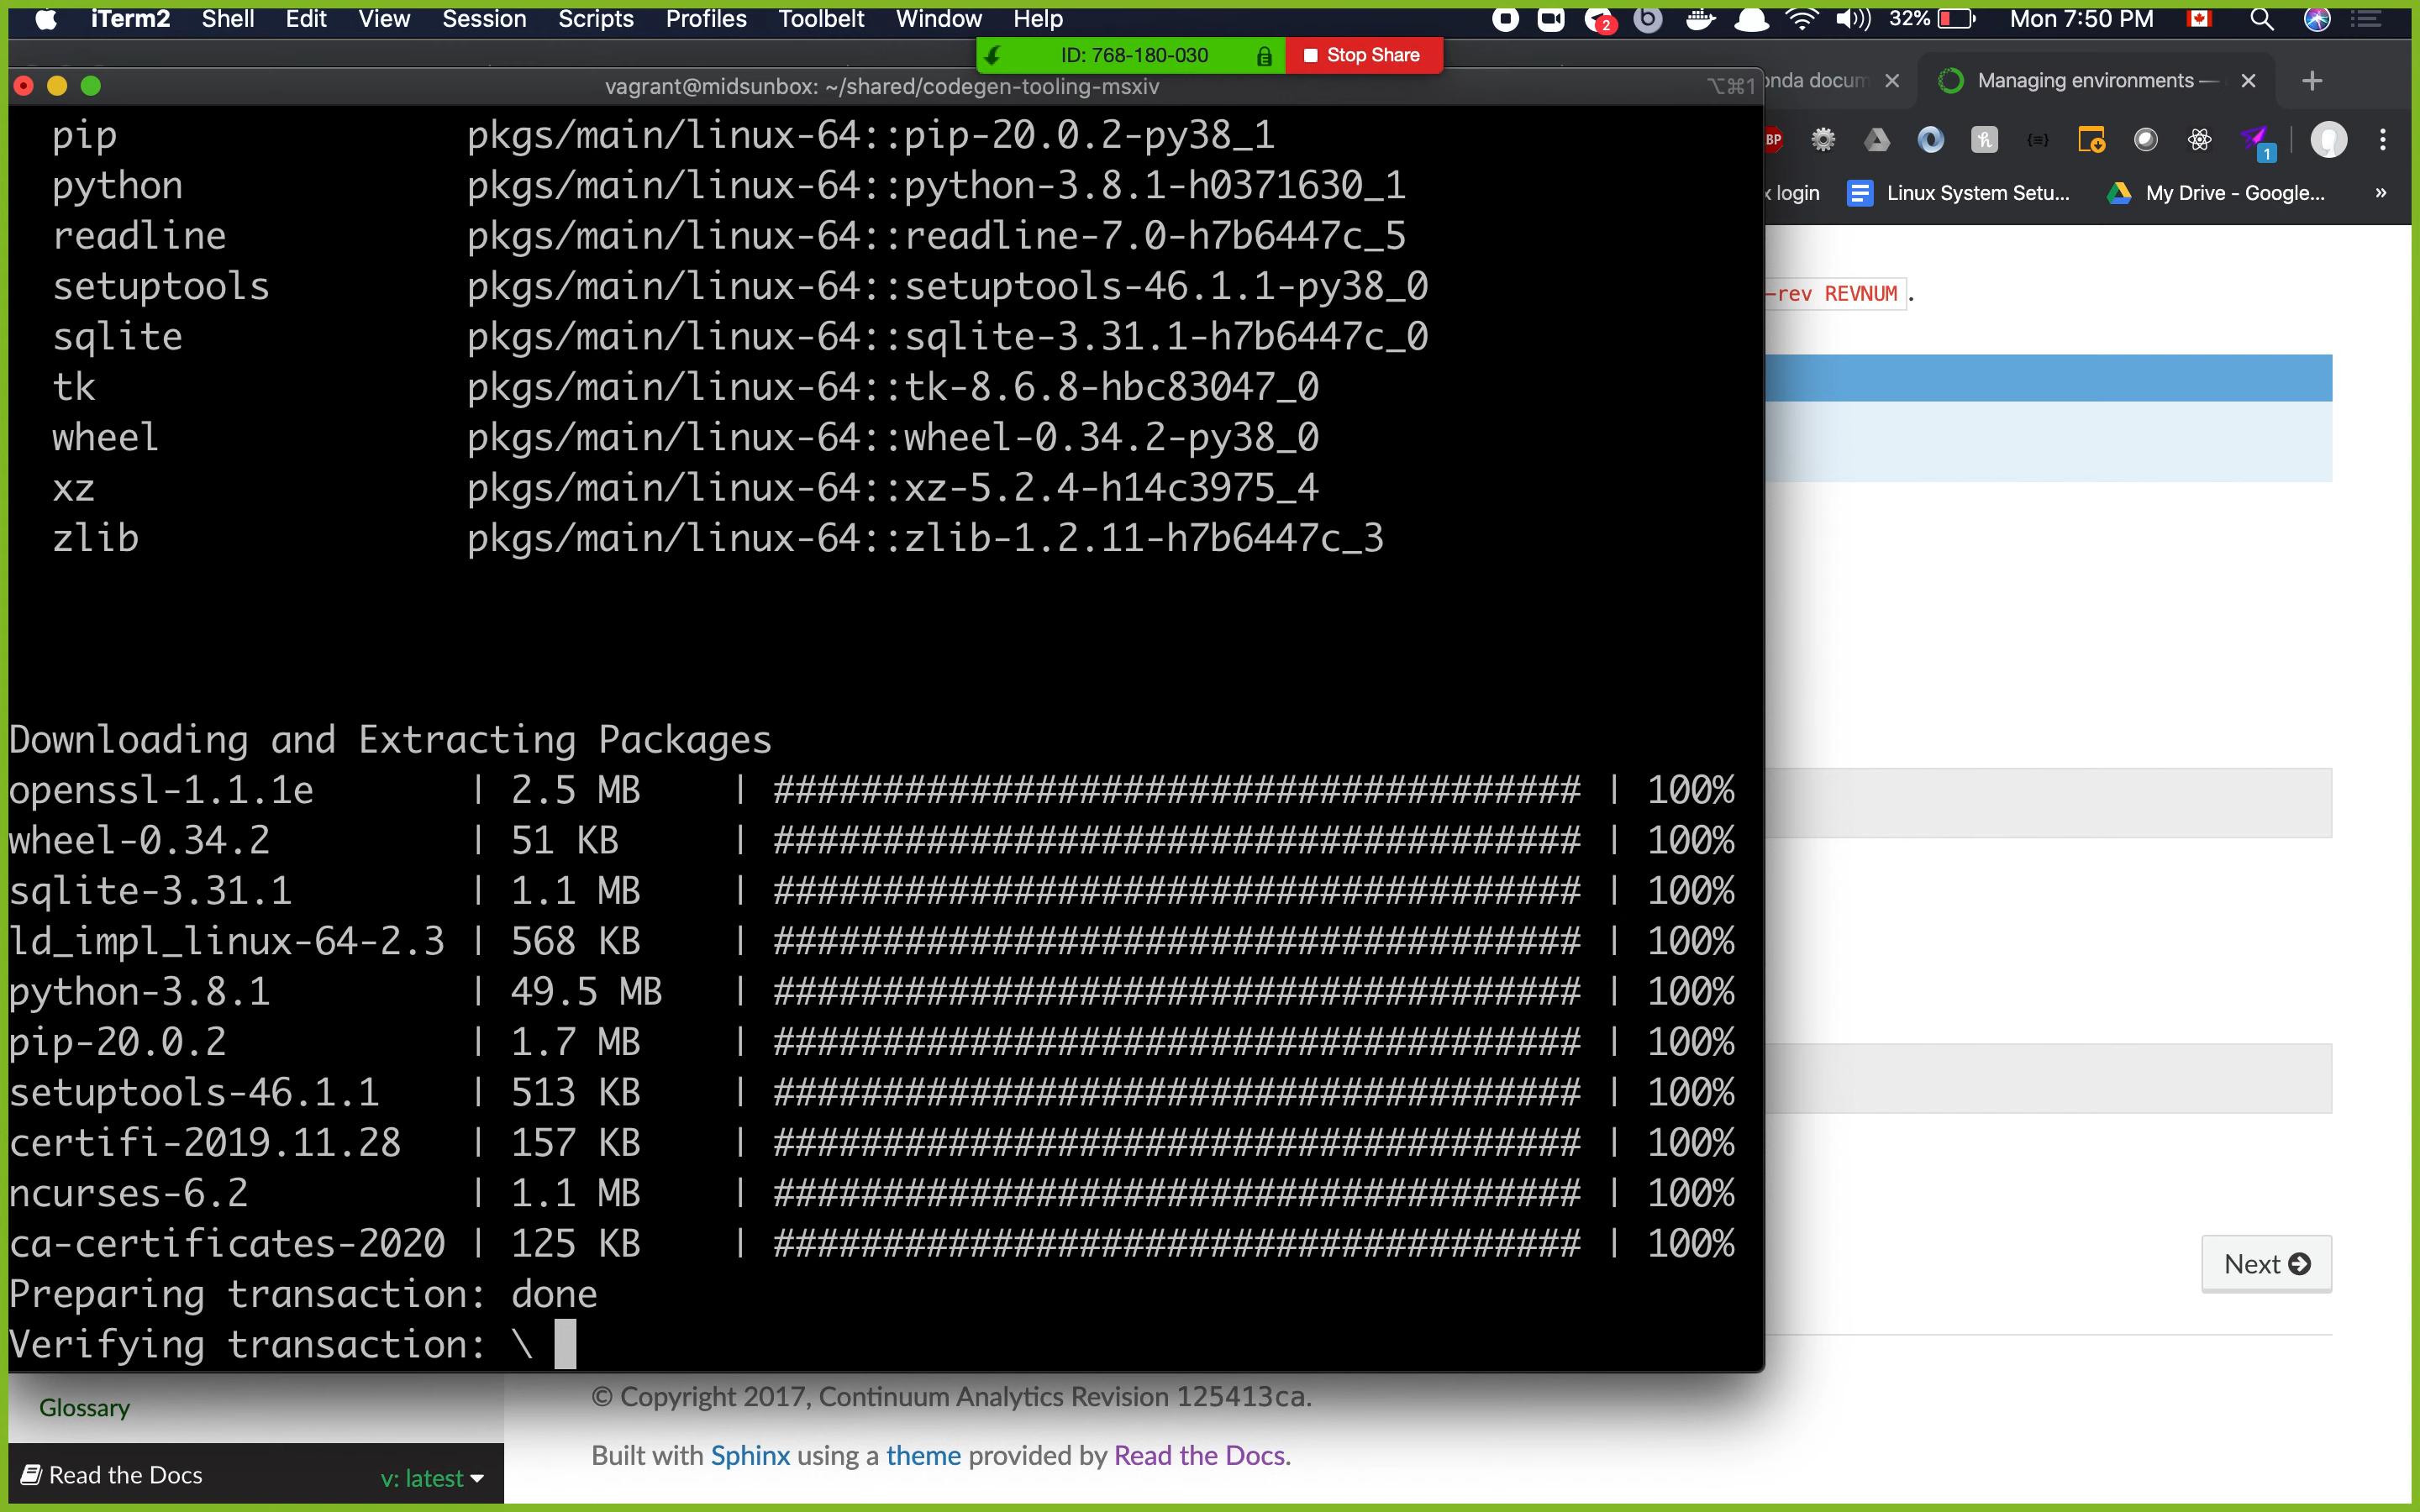 iTerm2 Shell Edit View Session Scripts Profiles Toolbelt Window Help 2 32% Mon 7:50 PM
ID: 768-180-030 Stop Share
vagrant@midsunbox: ~/shared/codegen-tooling-msxiv ⌥⌘1
onda docum Managing environments —
1
login Linux System Setu... My Drive - Google... »
pip pkgs/main/linux-64::pip-20.0.2-py38_1
python pkgs/main/linux-64::python-3.8.1-h0371630_1
readline pkgs/main/linux-64::readline-7.0-h7b6447c_5
setuptools pkgs/main/linux-64::setuptools-46.1.1-py38_0
sqlite pkgs/main/linux-64::sqlite-3.31.1-h7b6447c_0
tk pkgs/main/linux-64::tk-8.6.8-hbc83047_0
wheel pkgs/main/linux-64::wheel-0.34.2-py38_0
xz pkgs/main/linux-64::xz-5.2.4-h14c3975_4
zlib pkgs/main/linux-64::zlib-1.2.11-h7b6447c_3
-rev REVNUM .
Downloading and Extracting Packages
openssl-1.1.1e | 2.5 MB | ##################################### | 100%
wheel-0.34.2 | 51 KB | ##################################### | 100%
sqlite-3.31.1 | 1.1 MB | ##################################### | 100%
ld_impl_linux-64-2.3 | 568 KB | ##################################### | 100%
python-3.8.1 | 49.5 MB | ##################################### | 100%
pip-20.0.2 | 1.7 MB | ##################################### | 100%
setuptools-46.1.1 | 513 KB | ##################################### | 100%
certifi-2019.11.28 | 157 KB | ##################################### | 100%
ncurses-6.2 | 1.1 MB | ##################################### | 100%
ca-certificates-2020 | 125 KB | ##################################### | 100%
Preparing transaction: done
Verifying transaction: \
Next
Glossary
© Copyright 2017, Continuum Analytics Revision 125413ca.
Built with Sphinx using a theme provided by Read the Docs.
Read the Docs v: latest